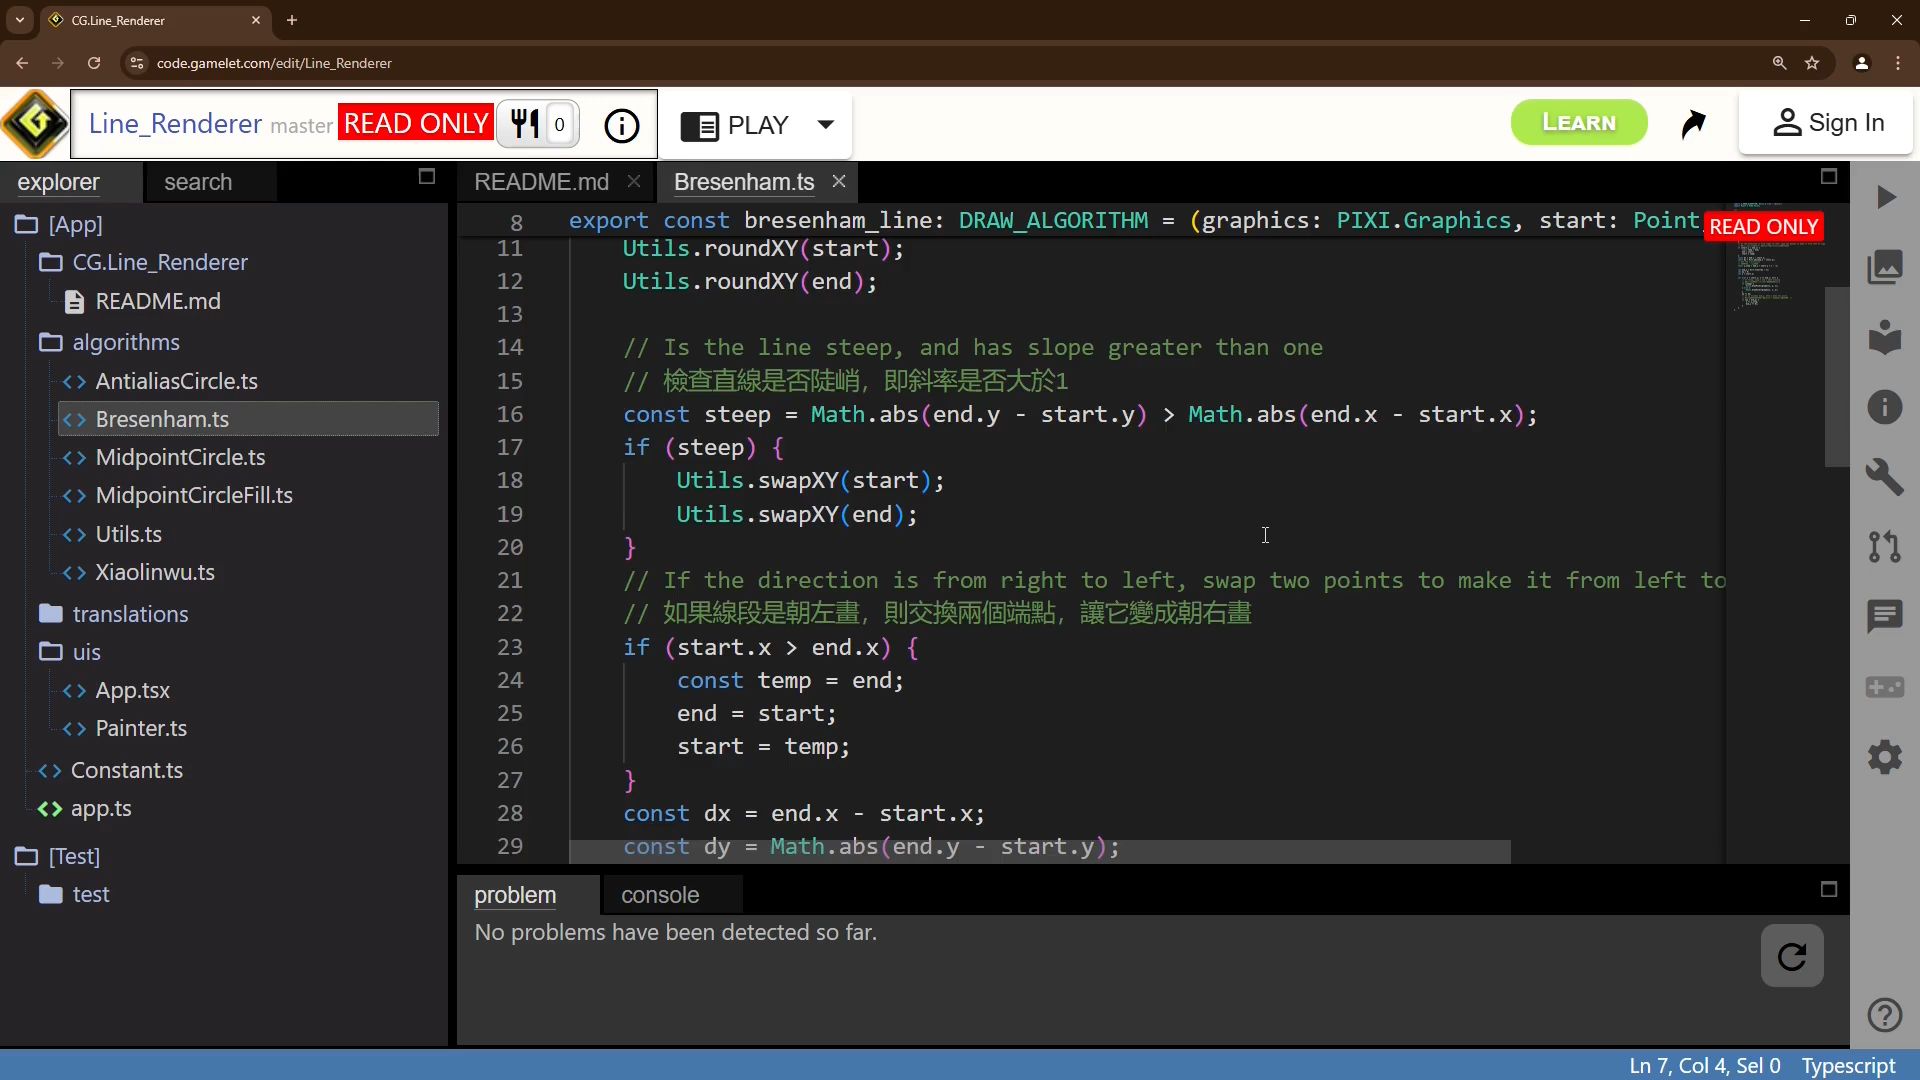 CG.Line_Renderer
code.gamelet.com/edit/Line_Renderer
Line_Renderer master READ ONLY 0 PLAY LEARN Sign In
explorer search
README.md Bresenham.ts
[App]
CG.Line_Renderer
README.md
algorithms
AntialiasCircle.ts
Bresenham.ts
MidpointCircle.ts
MidpointCircleFill.ts
Utils.ts
Xiaolinwu.ts
translations
uis
App.tsx
Painter.ts
Constant.ts
app.ts
[Test]
test
8 export const bresenham_line: DRAW_ALGORITHM = (graphics: PIXI.Graphics, start: Point
READ ONLY
11 Utils.roundXY(start);
12 Utils.roundXY(end);
13
14 // Is the line steep, and has slope greater than one
15 // 檢查直線是否陡峭，即斜率是否大於1
16 const steep = Math.abs(end.y - start.y) > Math.abs(end.x - start.x);
17 if (steep) {
18 Utils.swapXY(start);
19 Utils.swapXY(end);
20 }
21 // If the direction is from right to left, swap two points to make it from left to
22 // 如果線段是朝左畫，則交換兩個端點，讓它變成朝右畫
23 if (start.x > end.x) {
24 const temp = end;
25 end = start;
26 start = temp;
27 }
28 const dx = end.x - start.x;
29 const dy = Math.abs(end.y - start.y);
problem console
No problems have been detected so far.
Ln 7, Col 4, Sel 0 Typescript